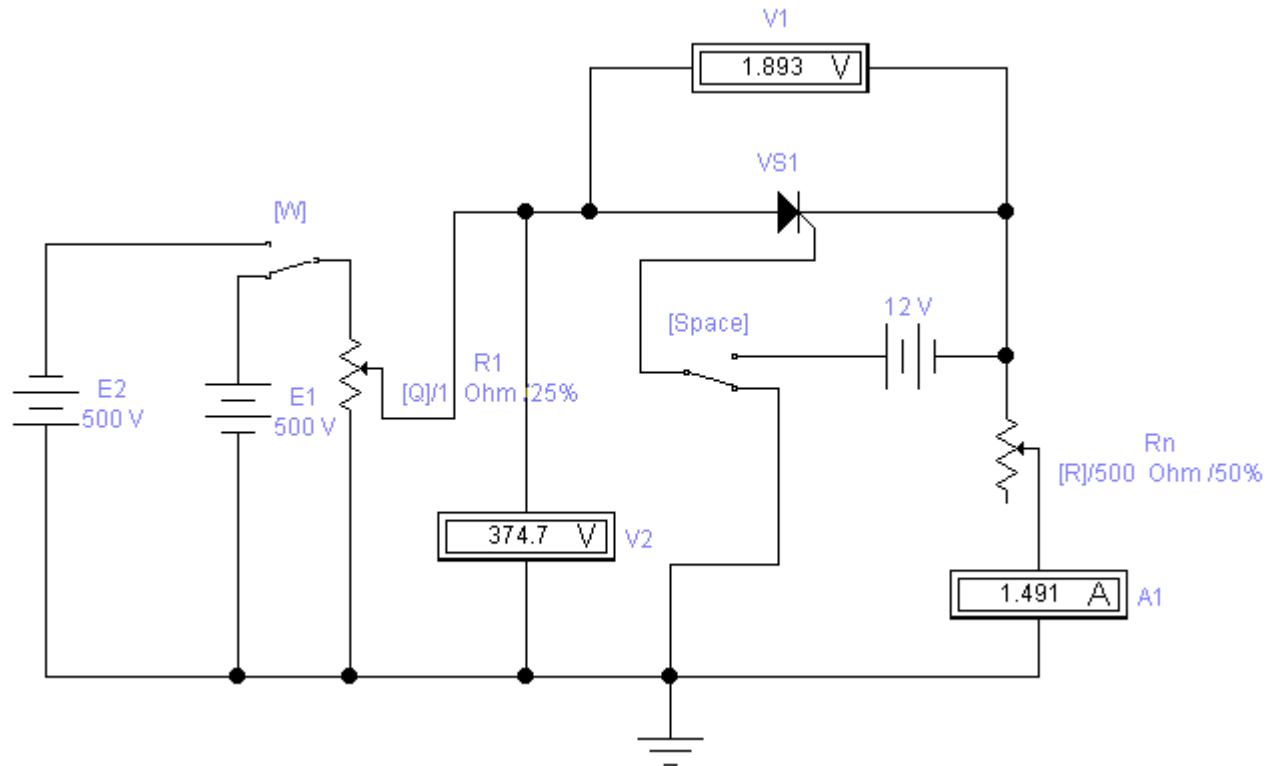 V1
1.893 V
VS1
[W]
12 V
[Space]
R1
[Q]/1 Ohm /25%
E2
500 V
E1
500 V
Rn
[R]/500 Ohm /50%
374.7 V
V2
1.491 A
A1